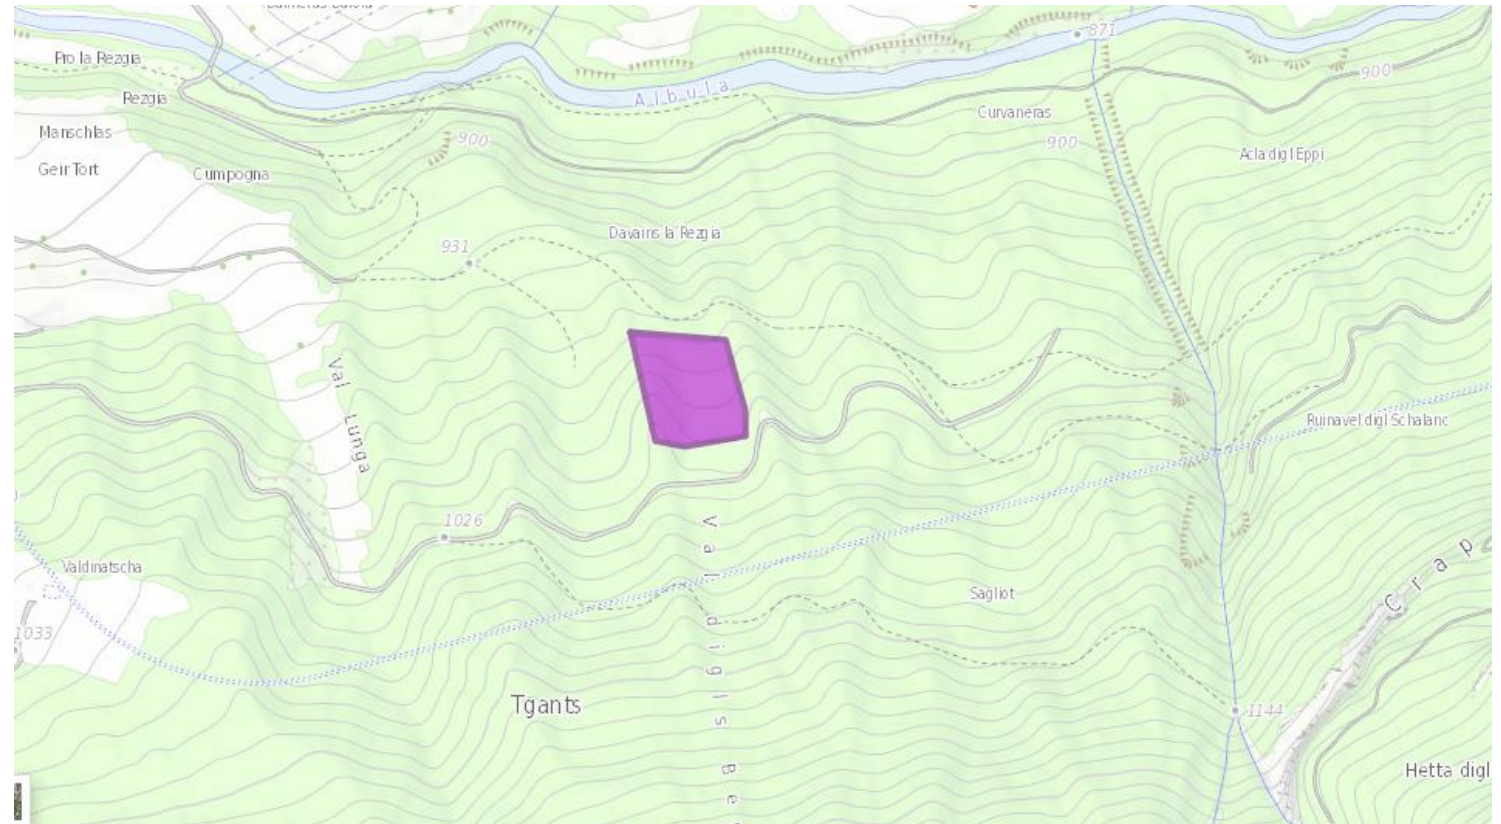 871
Pro la Rezgia
900
Rezgia
Albula
Curvaneras
Manschlas
900
900
Acla digl Eppi
Geir Tort
Cumpogna
Davains la Rezgia
931
Val Lunga
Ruinavel digl Schalanc
1026
Val digls Be
Valdinatscha
Sagliot
Crap
1033
Tgants
1144
Hetta digl